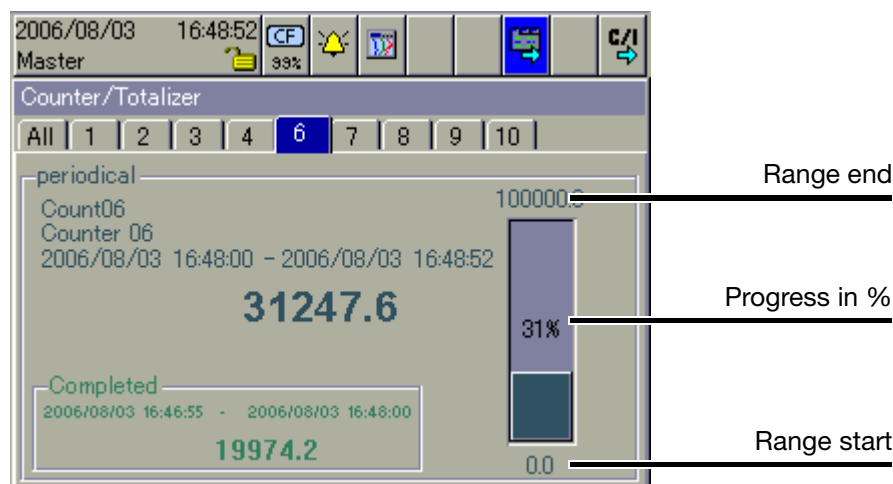 2006/08/03 16:48:52
Master
CF
99%
C/I
Counter/Totalizer
All 1 2 3 4 6 7 8 9 10
periodical
100000.0
Range end
Count06
Counter 06
2006/08/03 16:48:00 - 2006/08/03 16:48:52
31247.6
Progress in %
31%
Completed
2006/08/03 16:46:55 - 2006/08/03 16:48:00
19974.2
Range start
0.0